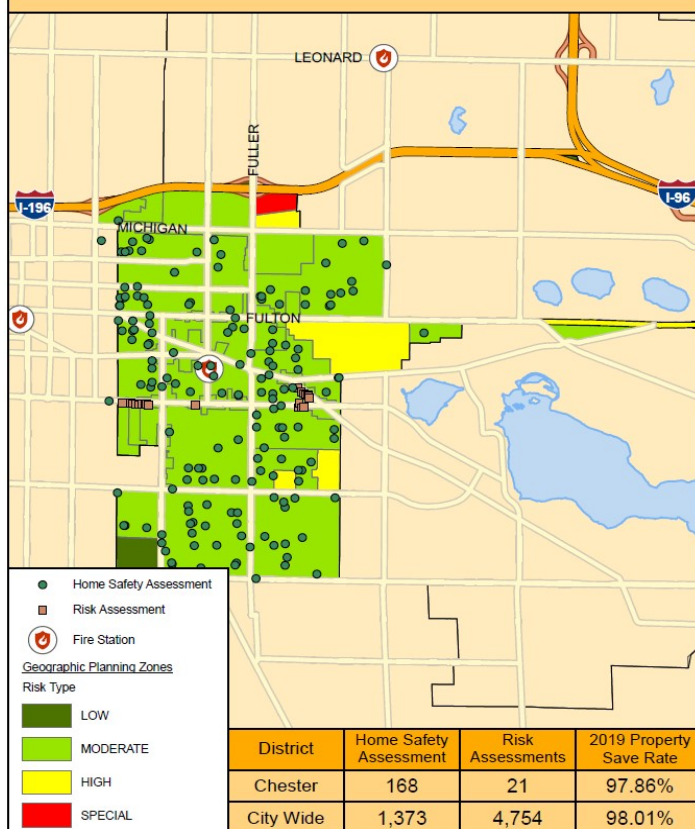 LEONARD
FULLER
I-196
I-96
MICHIGAN
FULTON
Home Safety Assessment
Risk Assessment
Fire Station
Geographic Planning Zones
Risk Type
LOW
MODERATE
HIGH
SPECIAL
District
Home Safety
Assessment
Risk
Assessments
2019 Property
Save Rate
Chester
168
21
97.86%
City Wide
1,373
4,754
98.01%